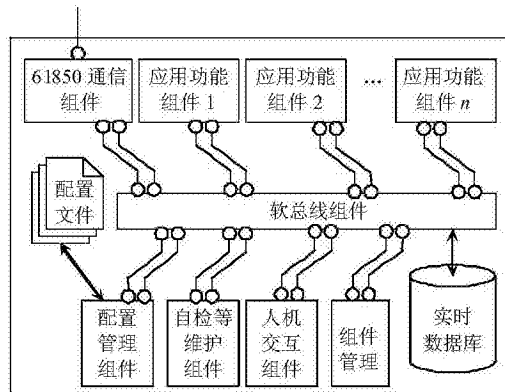 61850 通信
组件
应用功能
组件 1
应用功能
组件 2
...
应用功能
组件 n
配置
文件
软总线组件
配置
管理
组件
自检等
维护
组件
人机
交互
组件
组件
管理
实时
数据库